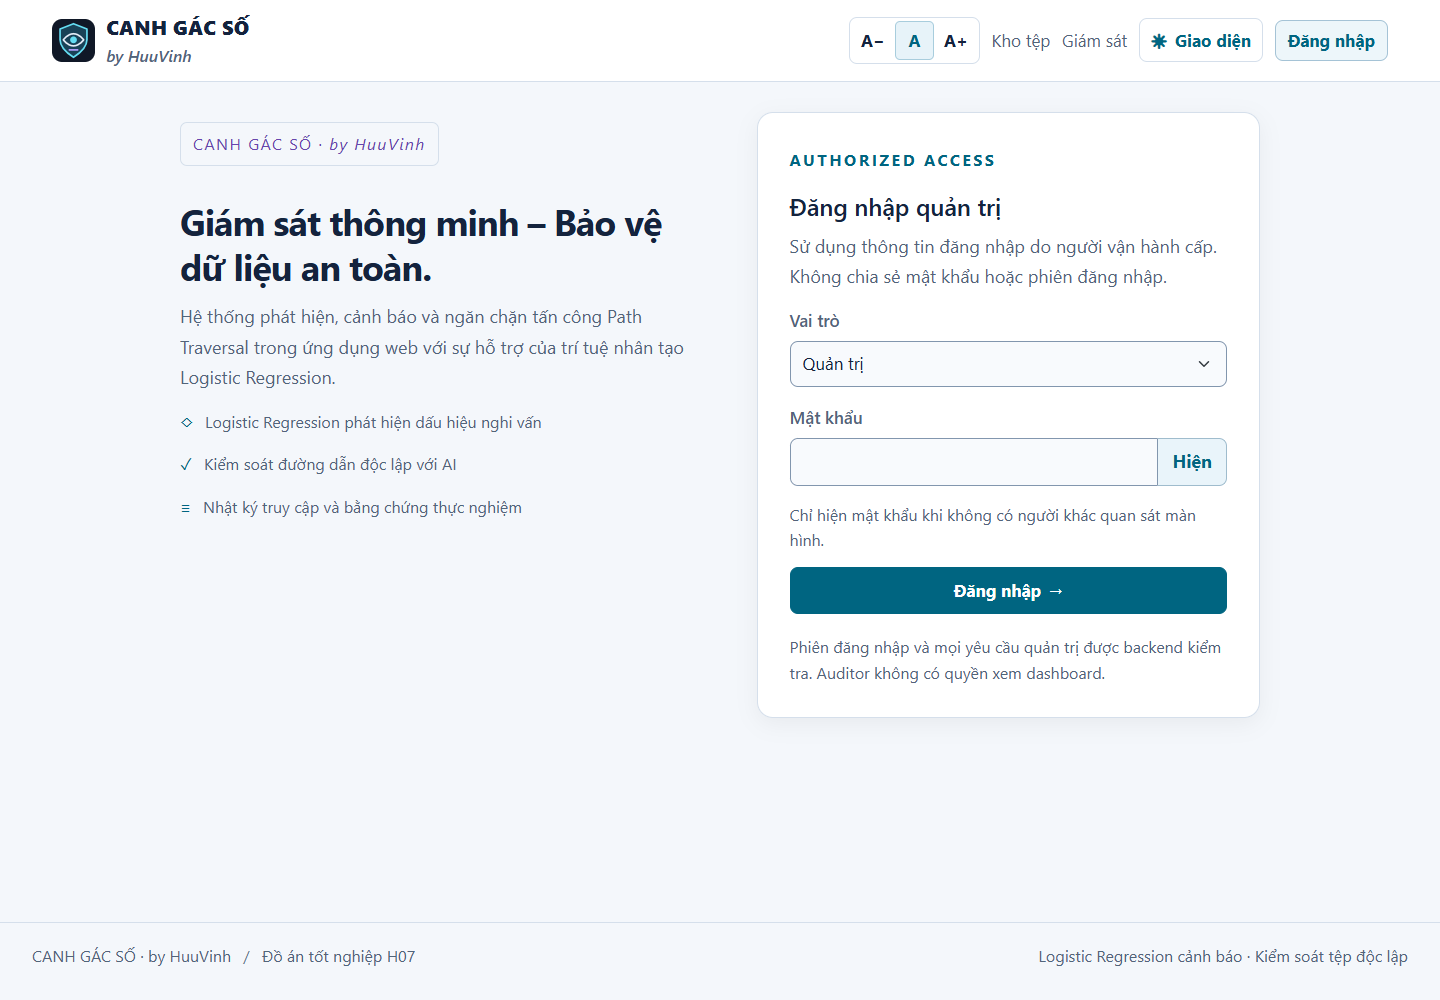 CANH GÁC SỐ
by HuuVinh
A− A A+ Kho tệp Giám sát Giao diện Đăng nhập
CANH GÁC SỐ · by HuuVinh
Giám sát thông minh – Bảo vệ
dữ liệu an toàn.
Hệ thống phát hiện, cảnh báo và ngăn chặn tấn công Path
Traversal trong ứng dụng web với sự hỗ trợ của trí tuệ nhân tạo
Logistic Regression.
Logistic Regression phát hiện dấu hiệu nghi vấn
Kiểm soát đường dẫn độc lập với AI
Nhật ký truy cập và bằng chứng thực nghiệm
AUTHORIZED ACCESS
Đăng nhập quản trị
Sử dụng thông tin đăng nhập do người vận hành cấp.
Không chia sẻ mật khẩu hoặc phiên đăng nhập.
Vai trò
Quản trị
Mật khẩu
Hiện
Chỉ hiện mật khẩu khi không có người khác quan sát màn
hình.
Đăng nhập →
Phiên đăng nhập và mọi yêu cầu quản trị được backend kiểm
tra. Auditor không có quyền xem dashboard.
CANH GÁC SỐ · by HuuVinh / Đồ án tốt nghiệp H07
Logistic Regression cảnh báo · Kiểm soát tệp độc lập